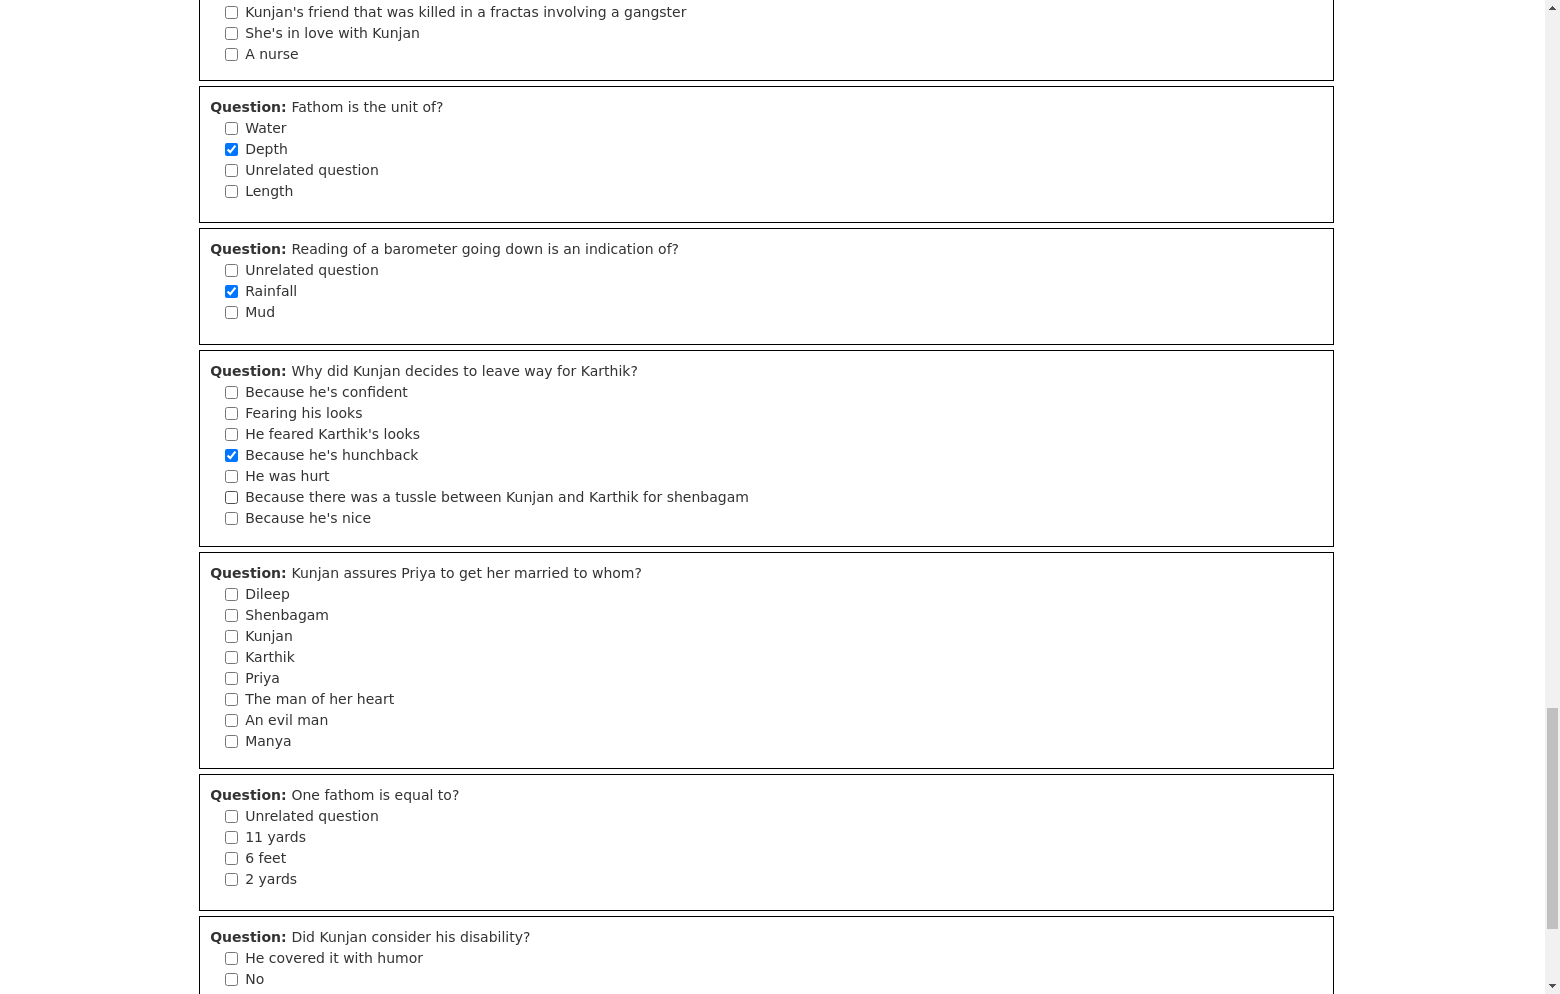 Kunjan's friend that was killed in a fractas involving a gangster
She's in love with Kunjan
A nurse
Question: Fathom is the unit of?
Water
Depth
Unrelated question
Length
Question: Reading of a barometer going down is an indication of?
Unrelated question
Rainfall
Mud
Question: Why did Kunjan decides to leave way for Karthik?
Because he's confident
Fearing his looks
He feared Karthik's looks
Because he's hunchback
He was hurt
Because there was a tussle between Kunjan and Karthik for shenbagam
Because he's nice
Question: Kunjan assures Priya to get her married to whom?
Dileep
Shenbagam
Kunjan
Karthik
Priya
The man of her heart
An evil man
Manya
Question: One fathom is equal to?
Unrelated question
11 yards
6 feet
2 yards
Question: Did Kunjan consider his disability?
He covered it with humor
No